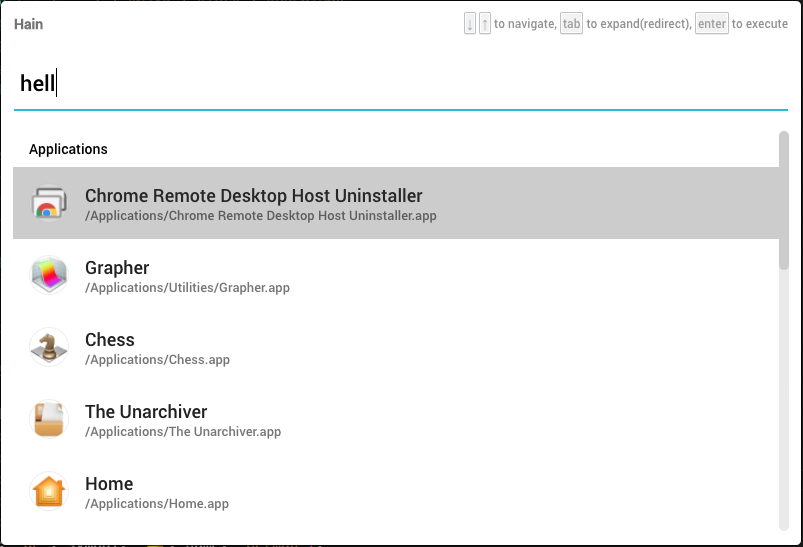 Hain
↓ ↑ to navigate, tab to expand(redirect), enter to execute
hell
Applications
Chrome Remote Desktop Host Uninstaller
/Applications/Chrome Remote Desktop Host Uninstaller.app
Grapher
/Applications/Utilities/Grapher.app
Chess
/Applications/Chess.app
The Unarchiver
/Applications/The Unarchiver.app
Home
/Applications/Home.app